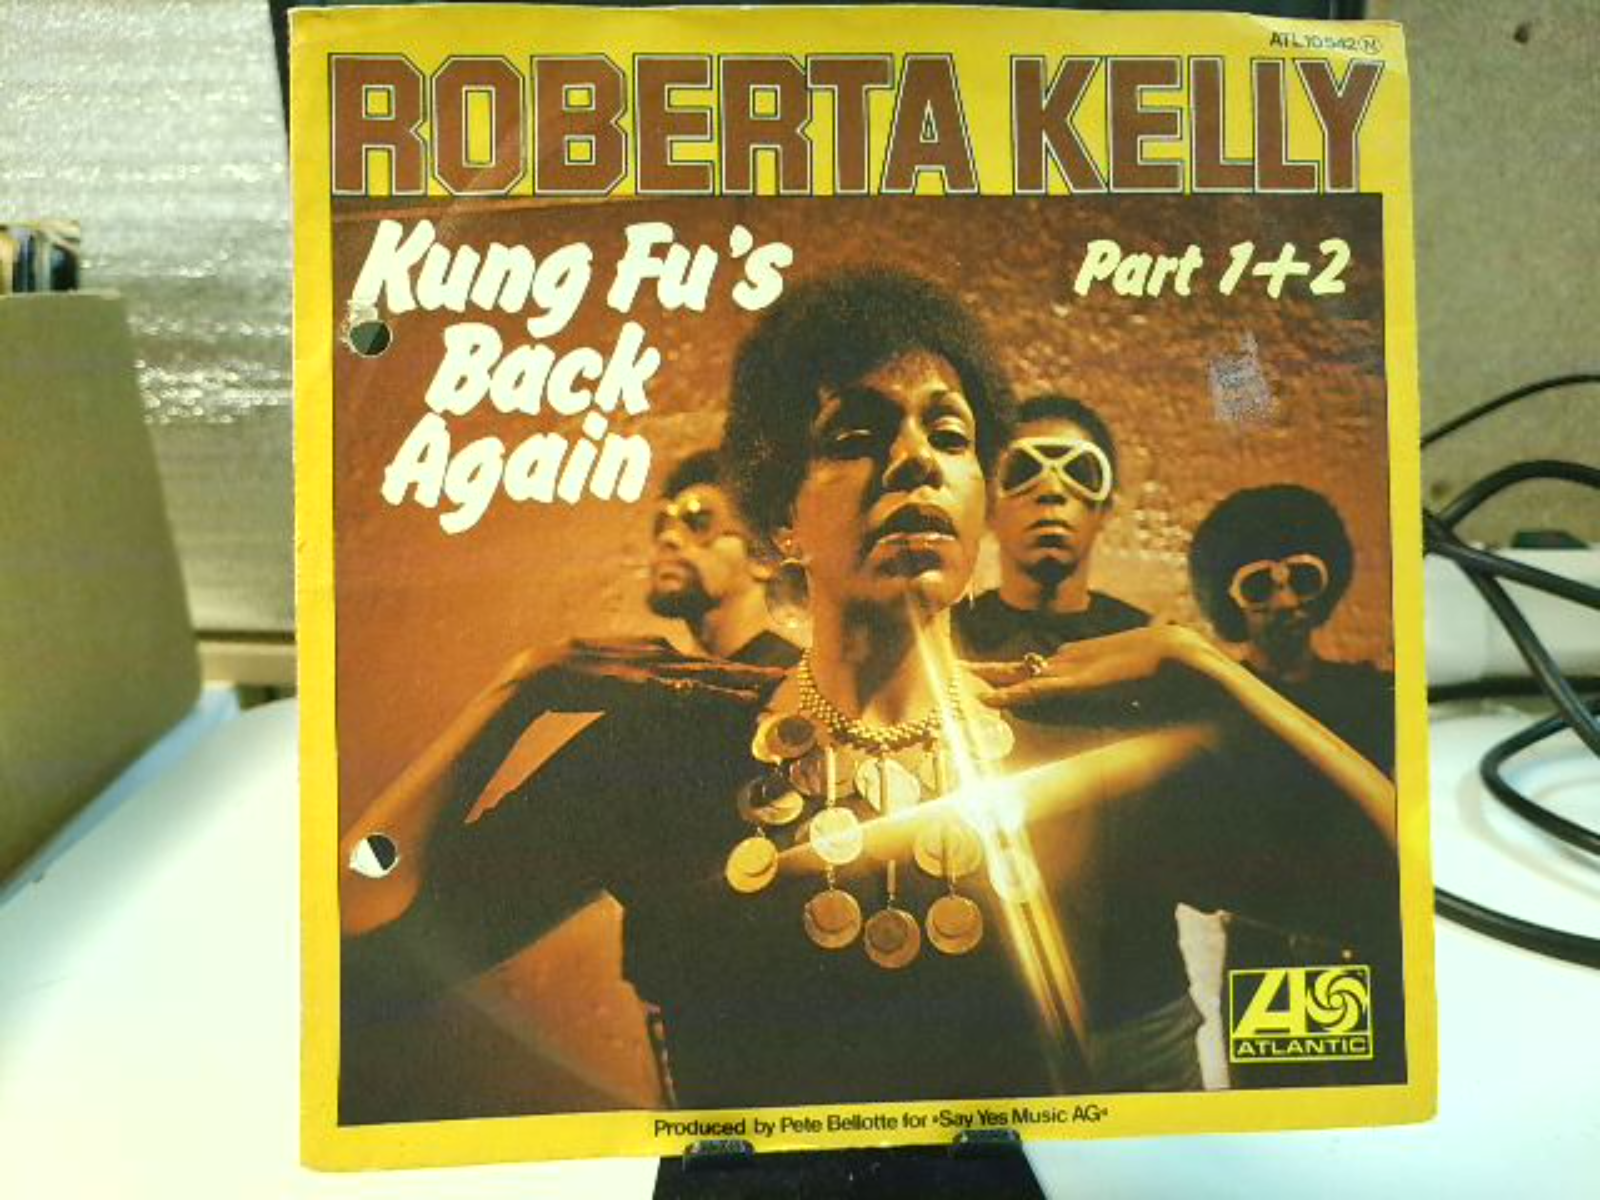 ATL 10 542 N
ROBERTA KELLY
Kung Fu's
Back
Again
Part 1+2
ATLANTIC
Produced by Pete Bellotte for »Say Yes Music AG«